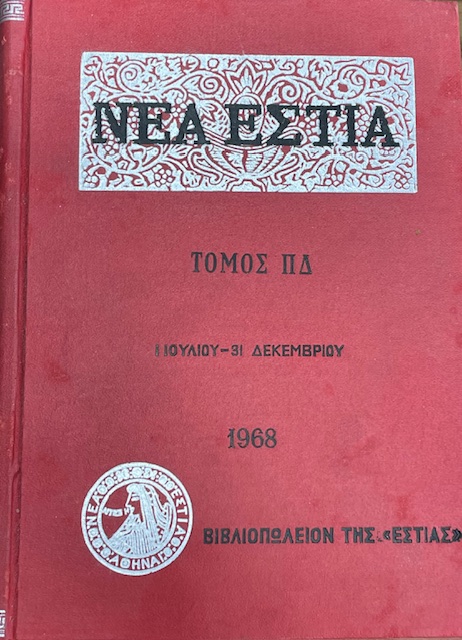 ΝΕΑ ΕΣΤΙΑ
ΤΟΜΟΣ ΠΔ
1 ΙΟΥΛΙΟΥ-31 ΔΕΚΕΜΒΡΙΟΥ
1968
ΒΙΒΛΙΟΠΩΛΕΙΟΝ ΤΗΣ «ΕΣΤΙΑΣ»